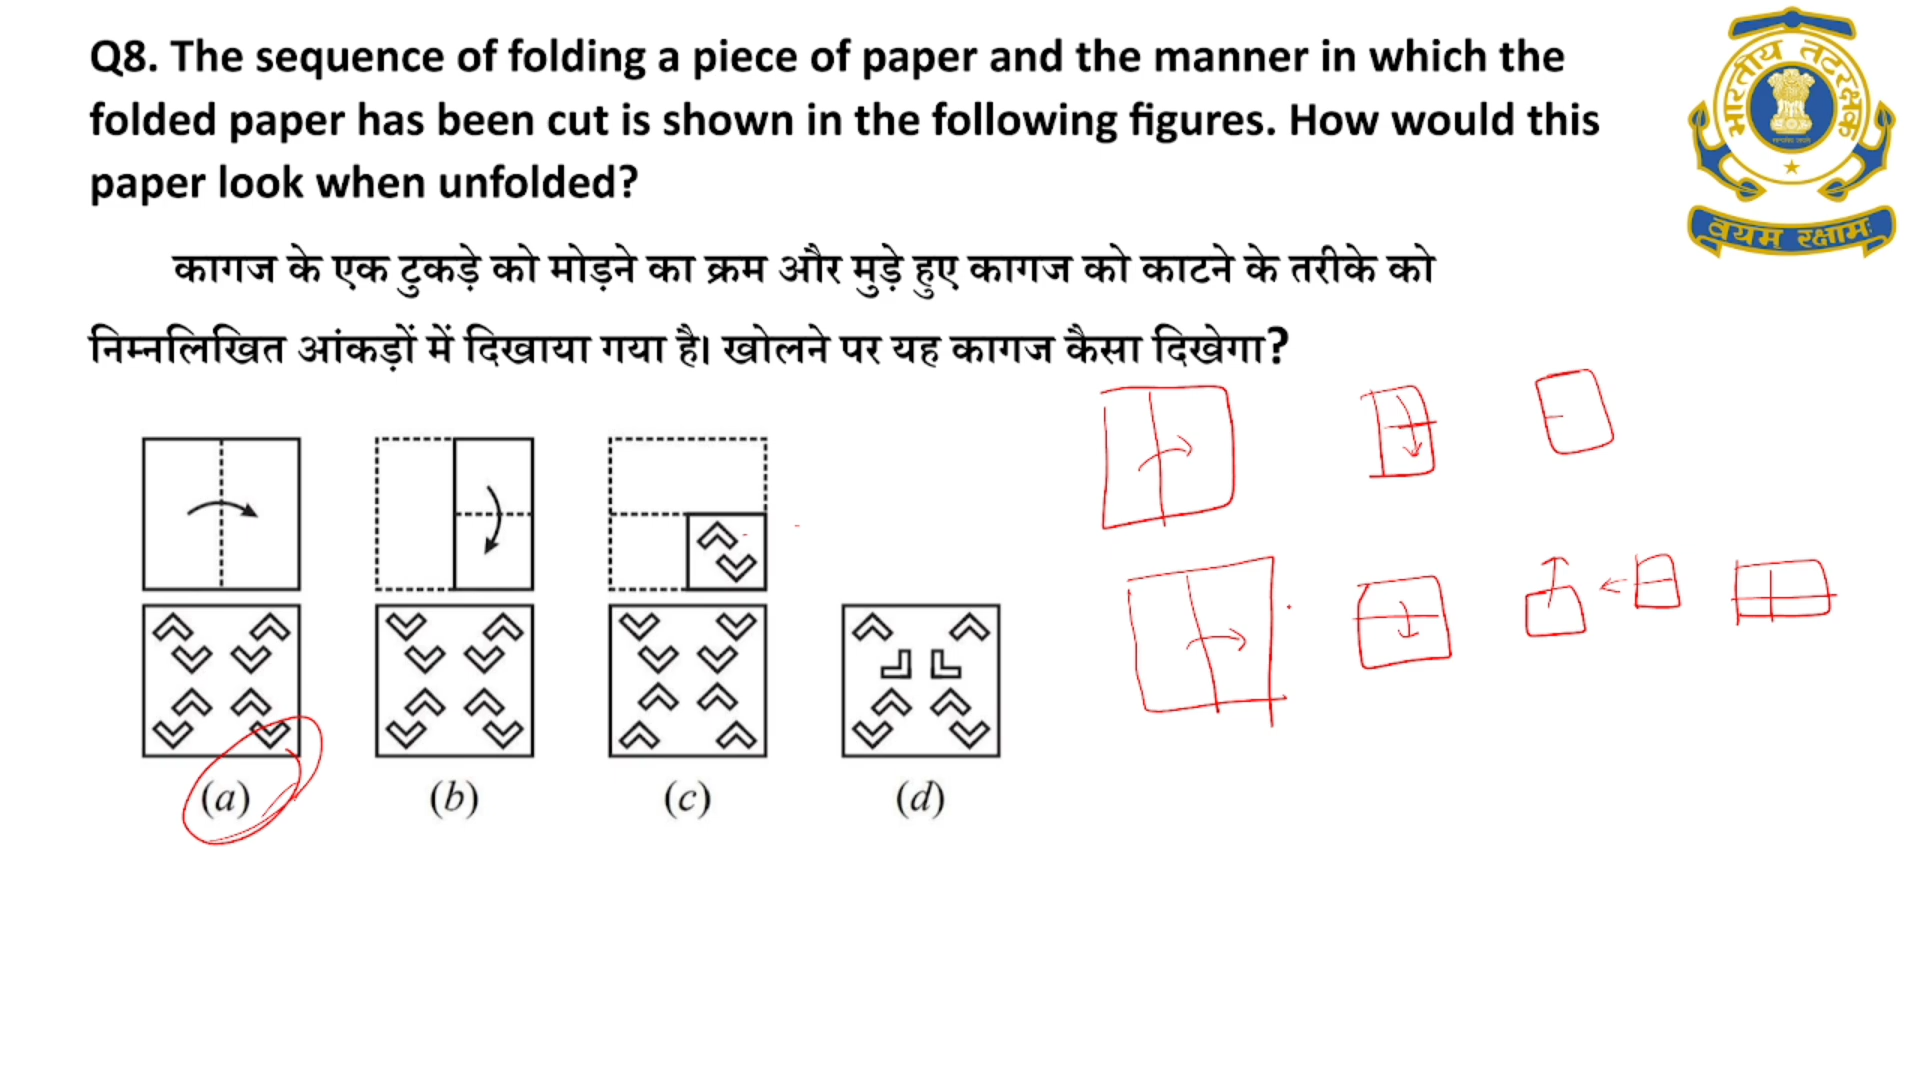 Q8. The sequence of folding a piece of paper and the manner in which the
folded paper has been cut is shown in the following figures. How would this
paper look when unfolded?
कागज के एक टुकड़े को मोड़ने का क्रम और मुड़े हुए कागज को काटने के तरीके को
निम्नलिखित आंकड़ों में दिखाया गया है। खोलने पर यह कागज कैसा दिखेगा?
भारतीय तटरक्षक
वयम रक्षामः
(a) (b) (c) (d)